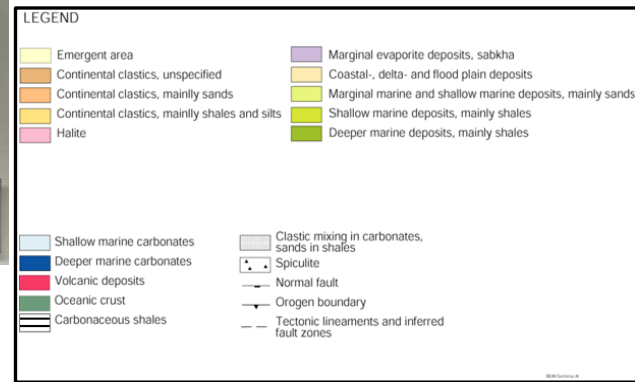 LEGEND
Emergent area
Continental clastics, unspecified
Continental clastics, mainlly sands
Continental clastics, mainlly shales and silts
Halite
Marginal evaporite deposits, sabkha
Coastal-, delta- and flood plain deposits
Marginal marine and shallow marine deposits, mainly sands
Shallow marine deposits, mainly shales
Deeper marine deposits, mainly shales
Shallow marine carbonates
Deeper marine carbonates
Volcanic deposits
Oceanic crust
Carbonaceous shales
Clastic mixing in carbonates,
sands in shales
Spiculite
Normal fault
Orogen boundary
Tectonic lineaments and inferred
fault zones